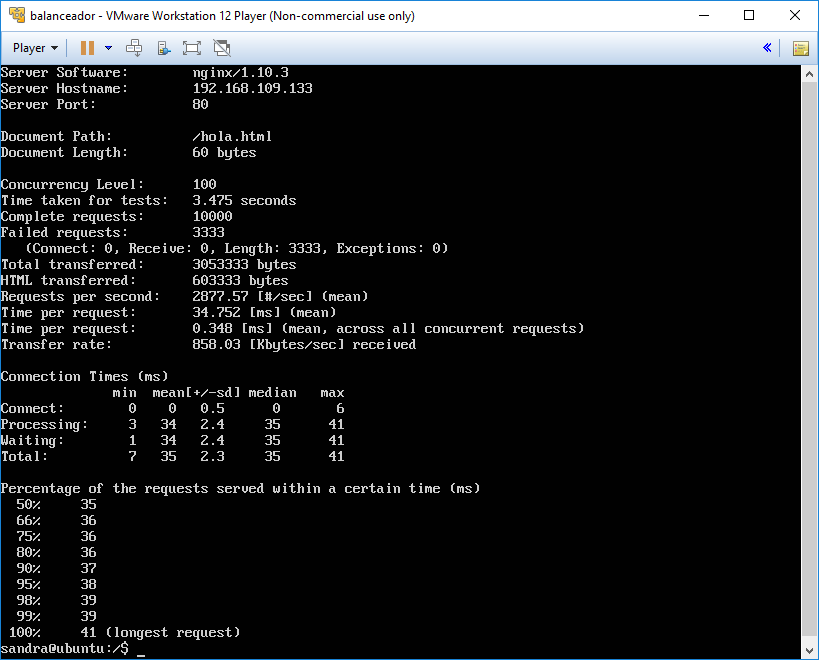 balanceador - VMware Workstation 12 Player (Non-commercial use only)
Player
Server Software:        nginx/1.10.3
Server Hostname:        192.168.109.133
Server Port:            80
Document Path:          /hola.html
Document Length:        60 bytes
Concurrency Level:      100
Time taken for tests:   3.475 seconds
Complete requests:      10000
Failed requests:        3333
   (Connect: 0, Receive: 0, Length: 3333, Exceptions: 0)
Total transferred:      3053333 bytes
HTML transferred:       603333 bytes
Requests per second:    2877.57 [#/sec] (mean)
Time per request:       34.752 [ms] (mean)
Time per request:       0.348 [ms] (mean, across all concurrent requests)
Transfer rate:          858.03 [Kbytes/sec] received
Connection Times (ms)
              min  mean[+/-sd] median   max
Connect:        0    0   0.5      0       6
Processing:     3   34   2.4     35      41
Waiting:        1   34   2.4     35      41
Total:          7   35   2.3     35      41
Percentage of the requests served within a certain time (ms)
  50%     35
  66%     36
  75%     36
  80%     36
  90%     37
  95%     38
  98%     39
  99%     39
 100%     41 (longest request)
sandra@ubuntu:/$ _